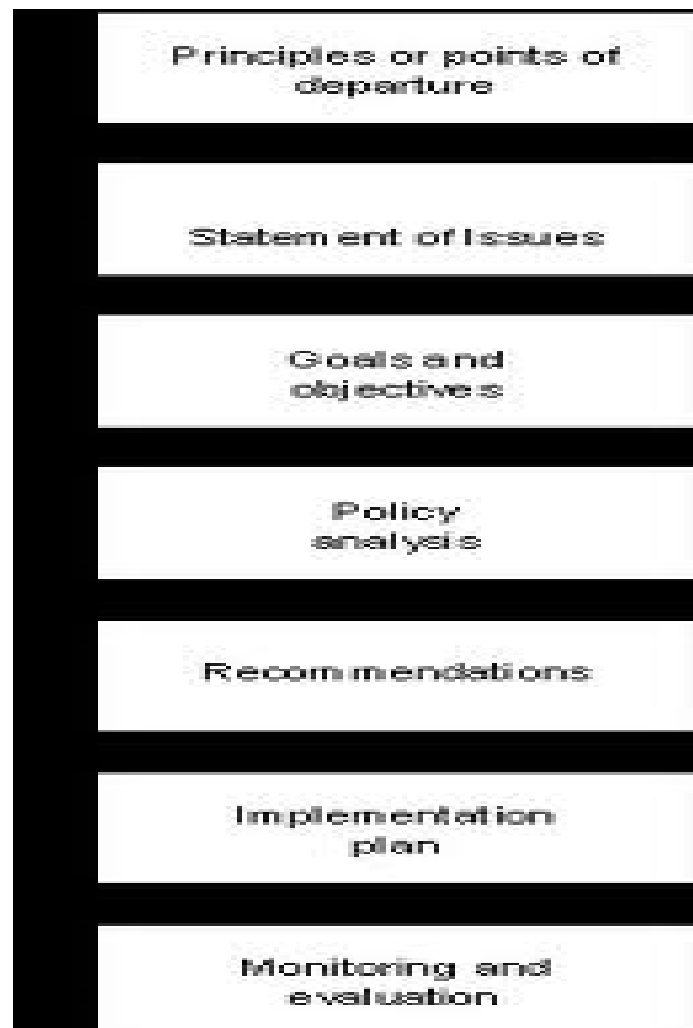 Principles or points of
departure
Statement of Issues
Goals and
objectives
Policy
analysis
Recommendations
Implementation
plan
Monitoring and
evaluation